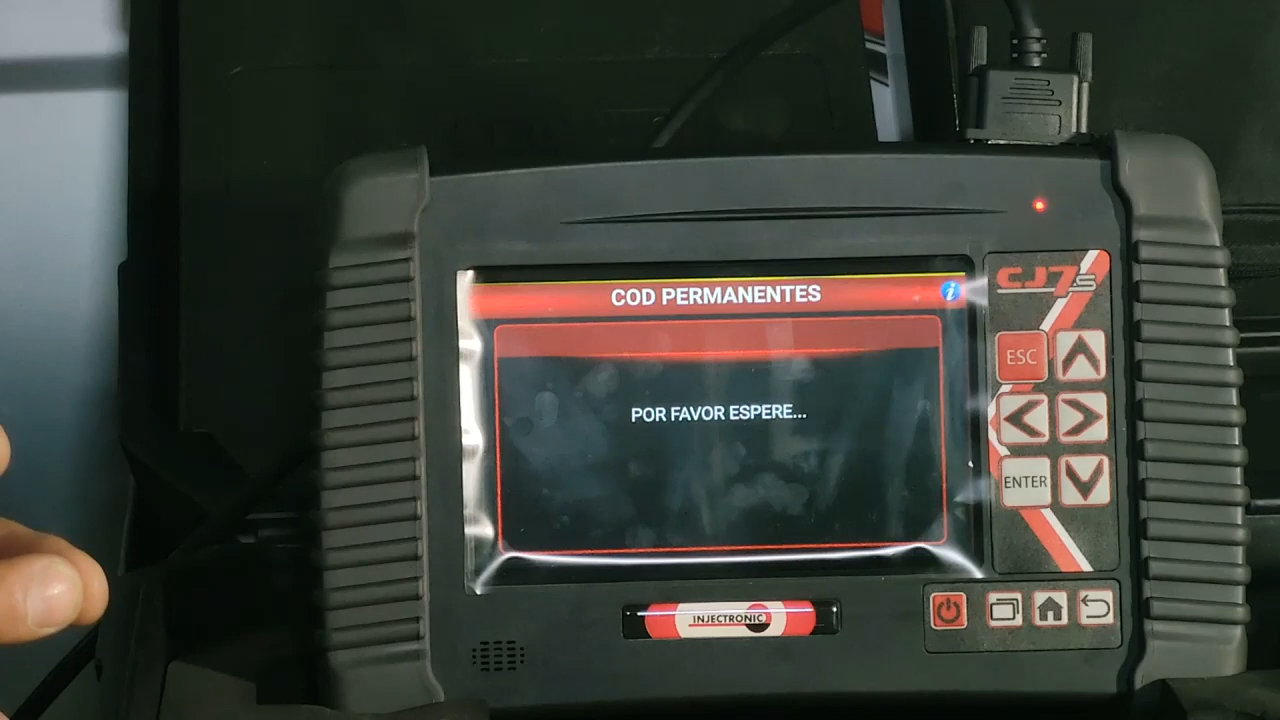 COD PERMANENTES
i
POR FAVOR ESPERE...
CJ7s
ESC
ENTER
INJECTRONIC